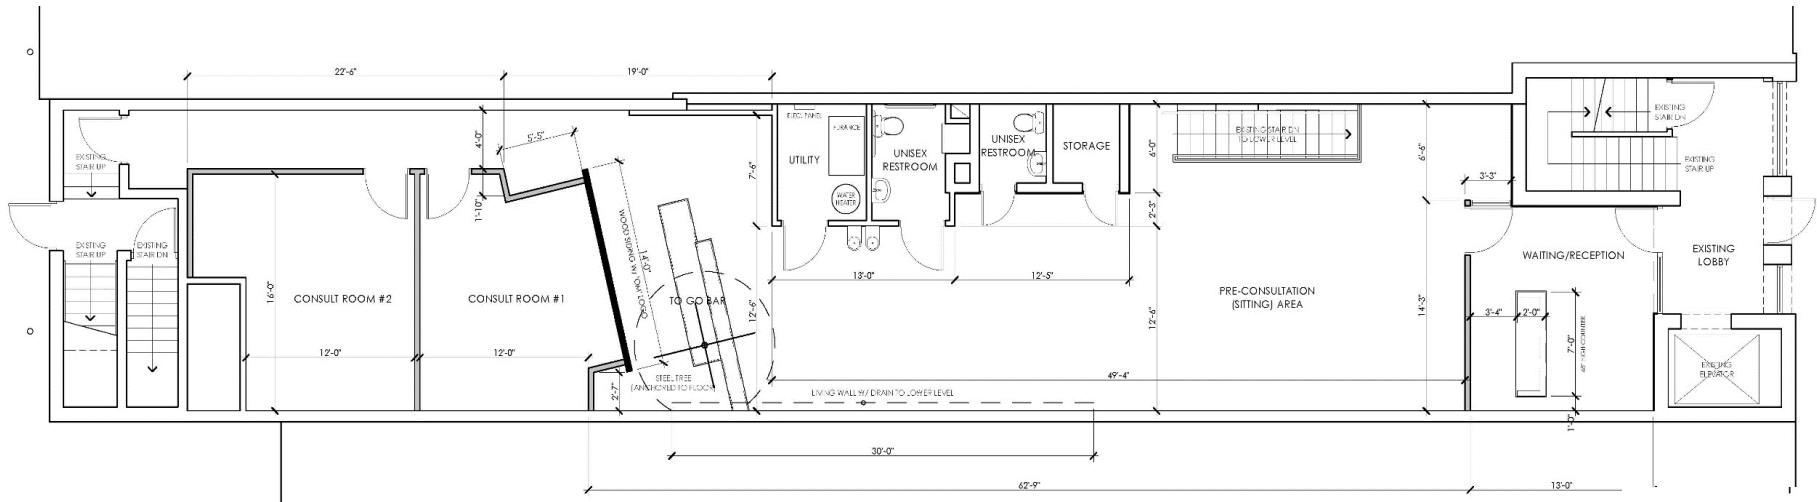 22'-6"
19'-0"
4'-0"
5'-5"
1'-10"
7'-6"
ELEC. PANEL
FURANCE
UTILITY
WATER
HEATER
UNISEX
RESTROOM
UNISEX
RESTROOM
STORAGE
6'-0"
2'-3"
EXISTING STAIR DN
TO LOWER LEVEL
6'-6"
3'-3"
EXISTING
STAIR DN
EXISTING
STAIR UP
EXISTING
STAIR UP
EXISTING
STAIR UP
EXISTING
STAIR DN
16'-0"
CONSULT ROOM #2
CONSULT ROOM #1
12'-0"
12'-0"
WOOD SIDING W/ "OM" LOGO
14'-0"
TO GO BAR
12'-6"
STEEL TREE
(ANCHORED TO FLOOR)
2'-7"
13'-0"
12'-5"
12'-6"
PRE-CONSULTATION
(SITTING) AREA
14'-3"
WAITING/RECEPTION
EXISTING
LOBBY
3'-4"
2'-0"
7'-0"
48" HIGH COUNTER
1'-0"
EXISTING
ELEVATOR
49'-4"
LIVING WALL W/ DRAIN TO LOWER LEVEL
30'-0"
62'-9"
13'-0"